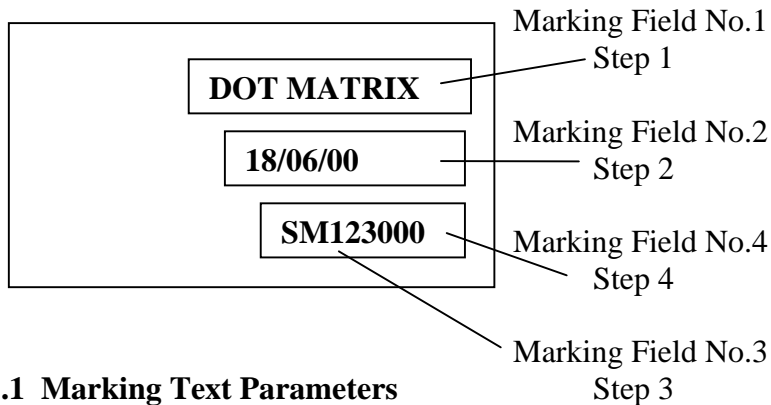 Marking Field No.1
Step 1
DOT MATRIX
Marking Field No.2
18/06/00
Step 2
SM123000
Marking Field No.4
Step 4
Marking Field No.3
.1 Marking Text Parameters
Step 3